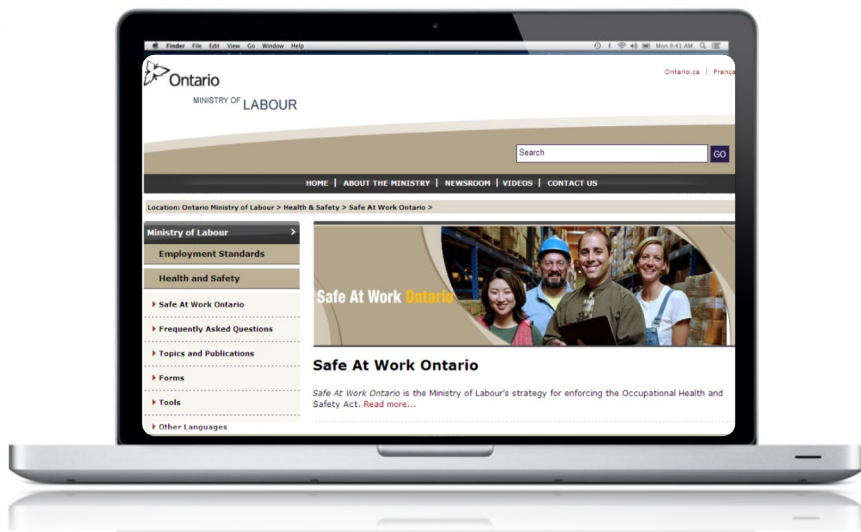 Finder File Edit View Go Window Help
Mon 9:41 AM
Ontario
Ontario.ca | França
MINISTRY OF LABOUR
Search
GO
HOME | ABOUT THE MINISTRY | NEWSROOM | VIDEOS | CONTACT US
Location: Ontario Ministry of Labour > Health & Safety > Safe At Work Ontario >
Ministry of Labour >
Employment Standards
Health and Safety
Safe At Work Ontario
Frequently Asked Questions
Topics and Publications
Forms
Tools
Other Languages
Safe At Work Ontario
Safe At Work Ontario
Safe At Work Ontario is the Ministry of Labour's strategy for enforcing the Occupational Health and
Safety Act. Read more...